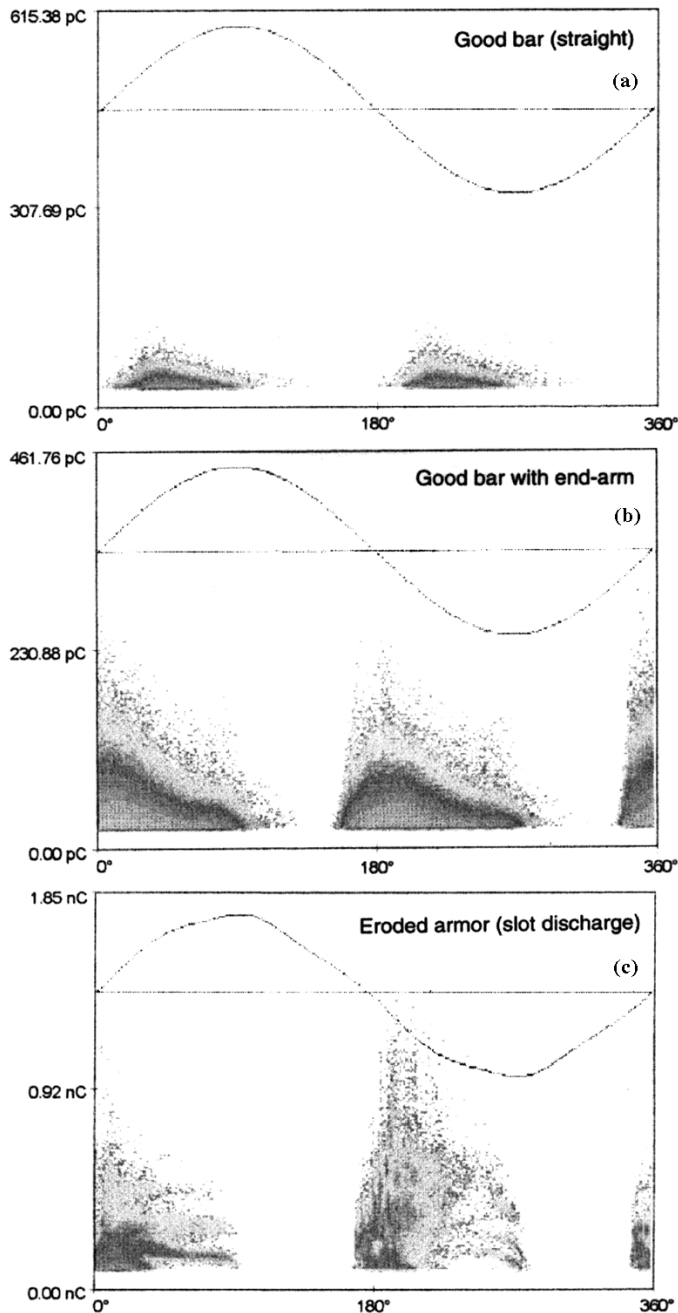 615.38 pC
Good bar (straight)
(a)
307.69 pC
0.00 pC
0°
180°
360°
461.76 pC
Good bar with end-arm
(b)
230.88 pC
0.00 pC
0°
180°
360°
1.85 nC
Eroded armor (slot discharge)
(c)
0.92 nC
0.00 nC
0°
180°
360°